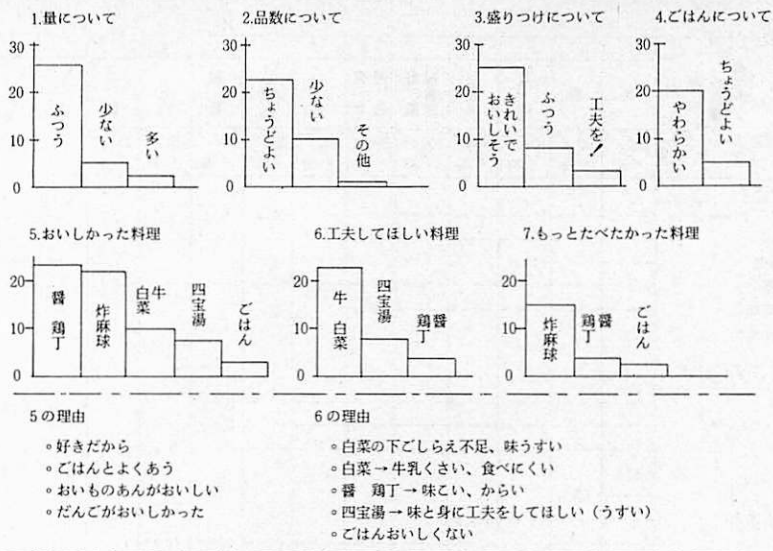 1.量について
30
20
10
0
ふつう
少ない
多い
2.品数について
30
20
10
0
ちょうどよい
少ない
その他
3.盛りつけについて
30
20
10
0
きれいで
おいしそう
ふつう
工夫を!
4.ごはんについて
30
20
10
0
やわらかい
ちょうどよい
5.おいしかった料理
20
10
0
醤 鶏丁
炸麻球
牛
白菜
四宝湯
ごはん
6.工夫してほしい料理
20
10
0
牛 白菜
四宝湯
醤
鶏丁
7.もっとたべたかった料理
20
10
0
炸麻球
醤
鶏丁
ごはん
5の理由
∘好きだから
∘ごはんとよくあう
∘おいものあんがおいしい
∘だんごがおいしかった
6の理由
∘白菜の下ごしらえ不足、味うすい
∘白菜→牛乳くさい、食べにくい
∘醤 鶏丁→味こい、からい
∘四宝湯→味と身に工夫をしてほしい(うすい)
∘ごはんおいしくない